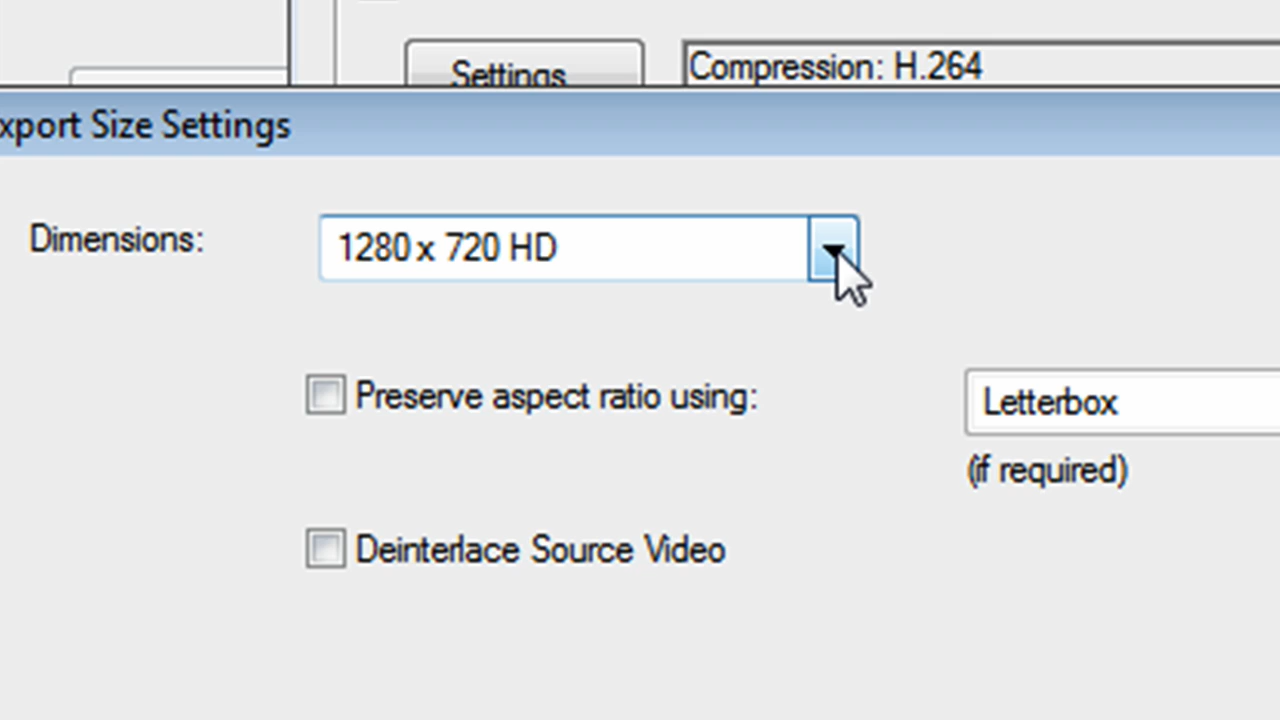 Settings
Compression: H.264
xport Size Settings
Dimensions:
1280 x 720 HD
Preserve aspect ratio using:
Letterbox
(if required)
Deinterlace Source Video